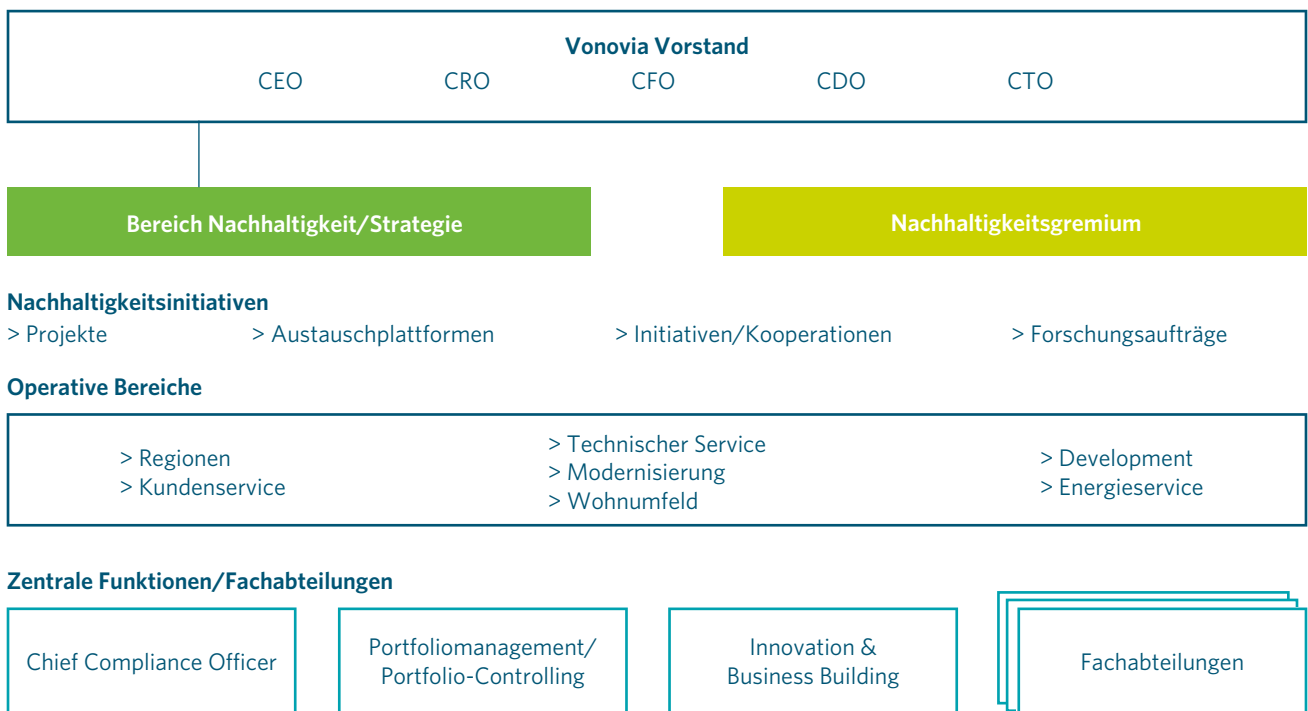 Vonovia Vorstand
CEO CRO CFO CDO CTO
Bereich Nachhaltigkeit/Strategie
Nachhaltigkeitsgremium
Nachhaltigkeitsinitiativen
> Projekte > Austauschplattformen > Initiativen/Kooperationen > Forschungsaufträge
Operative Bereiche
> Regionen
> Kundenservice
> Technischer Service
> Modernisierung
> Wohnumfeld
> Development
> Energieservice
Zentrale Funktionen/Fachabteilungen
Chief Compliance Officer
Portfoliomanagement/
Portfolio-Controlling
Innovation &
Business Building
Fachabteilungen